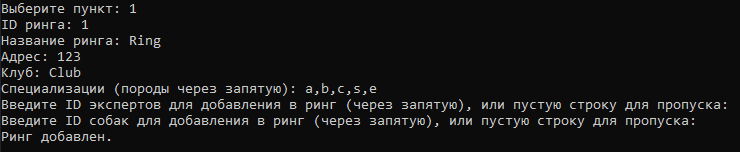 Выберите пункт: 1
ID ринга: 1
Название ринга: Ring
Адрес: 123
Клуб: Club
Специализации (породы через запятую): a,b,c,s,e
Введите ID экспертов для добавления в ринг (через запятую), или пустую строку для пропуска:
Введите ID собак для добавления в ринг (через запятую), или пустую строку для пропуска:
Ринг добавлен.